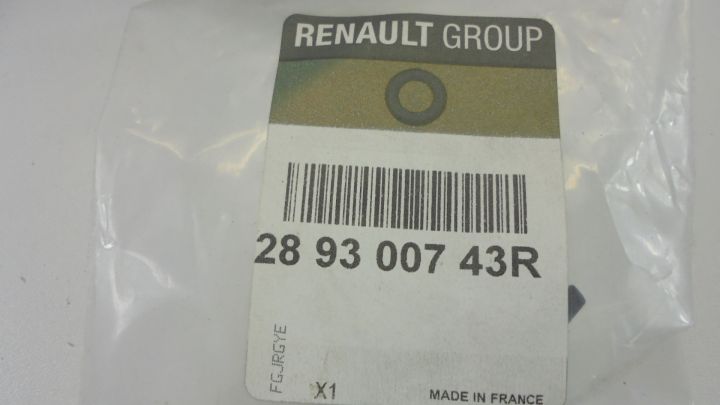 RENAULT GROUP
28 93 007 43R
FGJRGYE
X1
MADE IN FRANCE